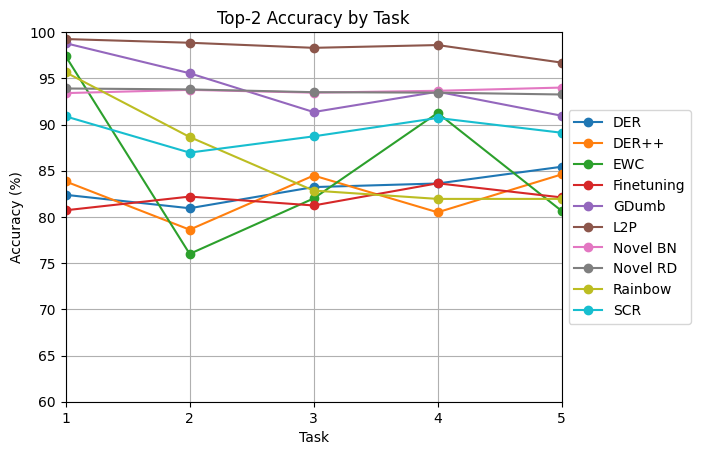 Top-2 Accuracy by Task
Accuracy (%)
100
95
90
85
80
75
70
65
60
1
2
3
4
5
Task
DER
DER++
EWC
Finetuning
GDumb
L2P
Novel BN
Novel RD
Rainbow
SCR